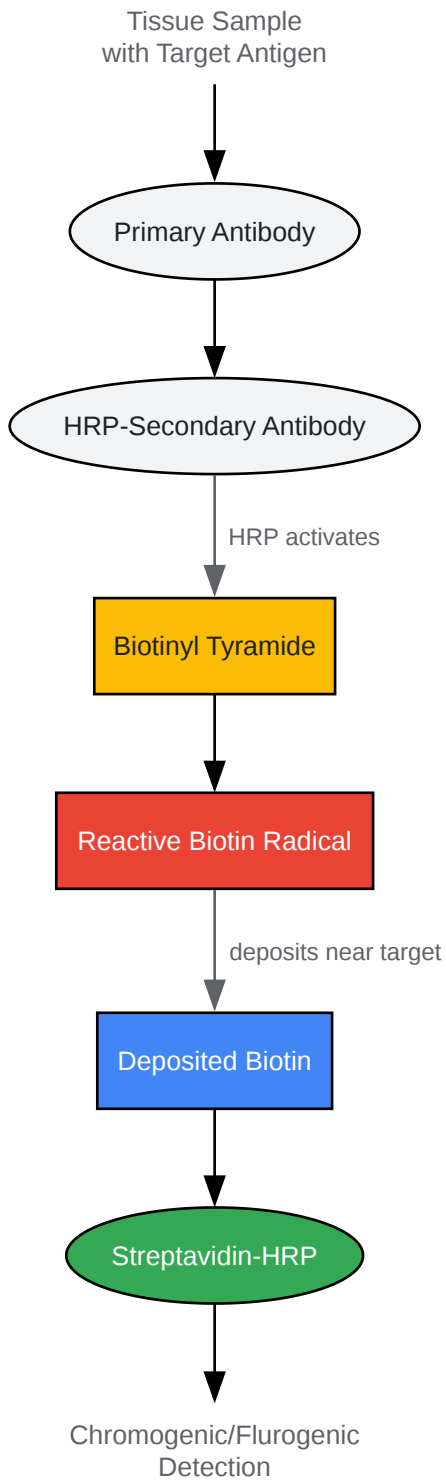 Tissue Sample
with Target Antigen
Primary Antibody
HRP-Secondary Antibody
HRP activates
Biotinyl Tyramide
Reactive Biotin Radical
deposits near target
Deposited Biotin
Streptavidin-HRP
Chromogenic/Flurogenic
Detection